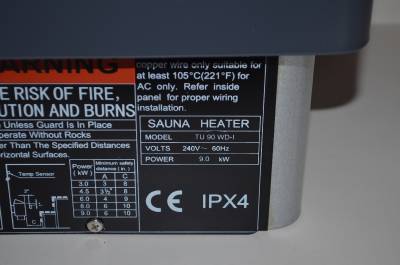 WARNING
E RISK OF FIRE,
UTION AND BURNS
Unless Guard is In Place
perate Without Rocks
er Than the Specified Distances
orizontal Surfaces.
Temp Sensor
Power (kW) Minimum safety distance ( in. )
A C
3.0 3 8
4.5 3½ 8
6.0 4 9
8.0 6 10
9.0 6 10
copper wire only suitable for
at least 105°C(221°F) for
AC only. Refer inside
panel for proper wiring
installation.
SAUNA HEATER
MODEL TU 90 WD-I
VOLTS 240V~ 60Hz
POWER 9.0 kW
CE IPX4